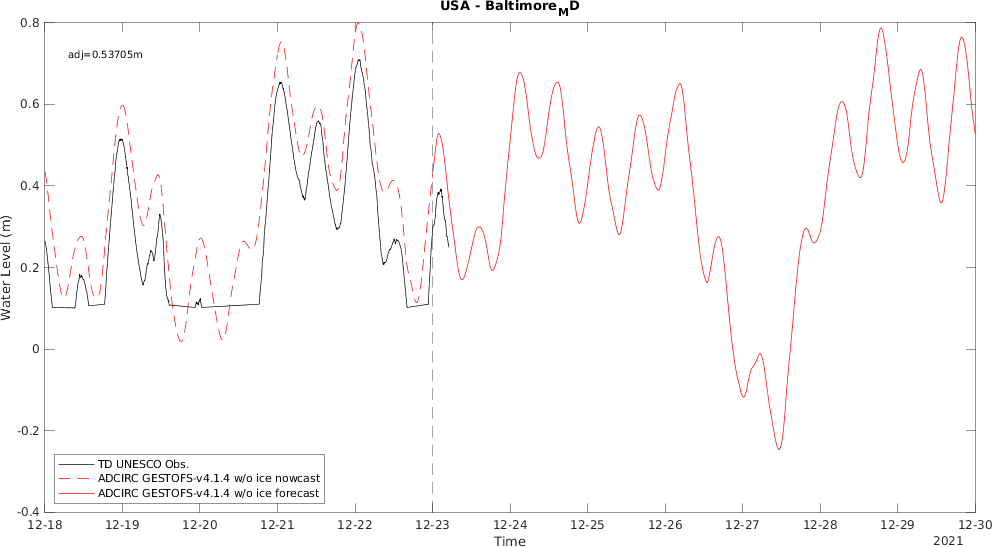 USA - Baltimore_MD
adj=0.53705m
0.8
0.6
0.4
0.2
0
-0.2
-0.4
Water Level (m)
TD UNESCO Obs.
ADCIRC GESTOFS-v4.1.4 w/o ice nowcast
ADCIRC GESTOFS-v4.1.4 w/o ice forecast
12-18 12-19 12-20 12-21 12-22 12-23 12-24 12-25 12-26 12-27 12-28 12-29 12-30
Time
2021